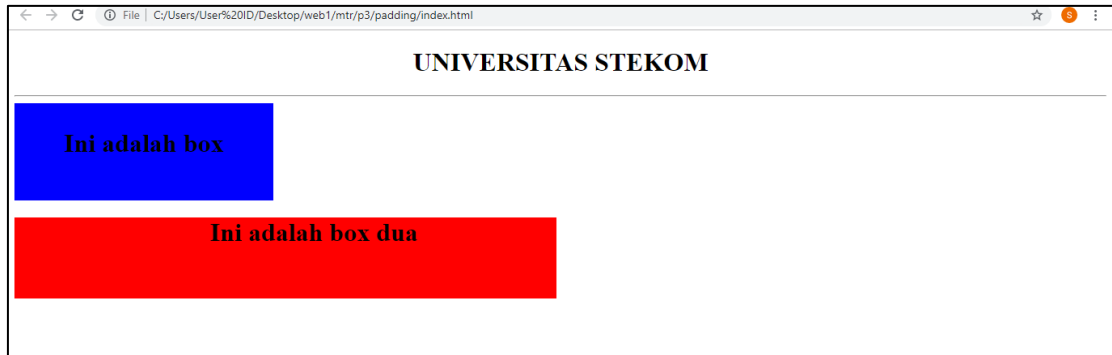 File C:/Users/User%20ID/Desktop/web1/mtr/p3/padding/index.html
S
UNIVERSITAS STEKOM
Ini adalah box
Ini adalah box dua